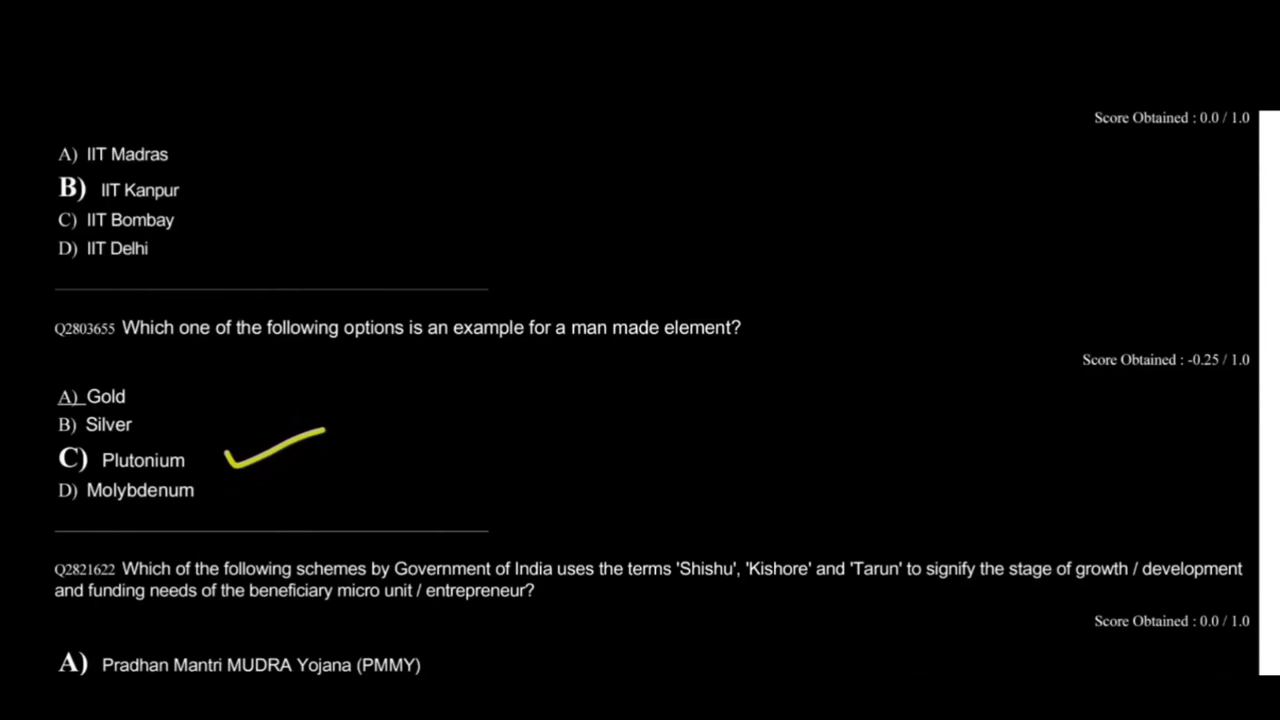 Score Obtained : 0.0 / 1.0
A) IIT Madras
B) IIT Kanpur
C) IIT Bombay
D) IIT Delhi
Q2803655 Which one of the following options is an example for a man made element?
Score Obtained : -0.25 / 1.0
A) Gold
B) Silver
C) Plutonium
D) Molybdenum
Q2821622 Which of the following schemes by Government of India uses the terms 'Shishu', 'Kishore' and 'Tarun' to signify the stage of growth / development
and funding needs of the beneficiary micro unit / entrepreneur?
Score Obtained : 0.0 / 1.0
A) Pradhan Mantri MUDRA Yojana (PMMY)